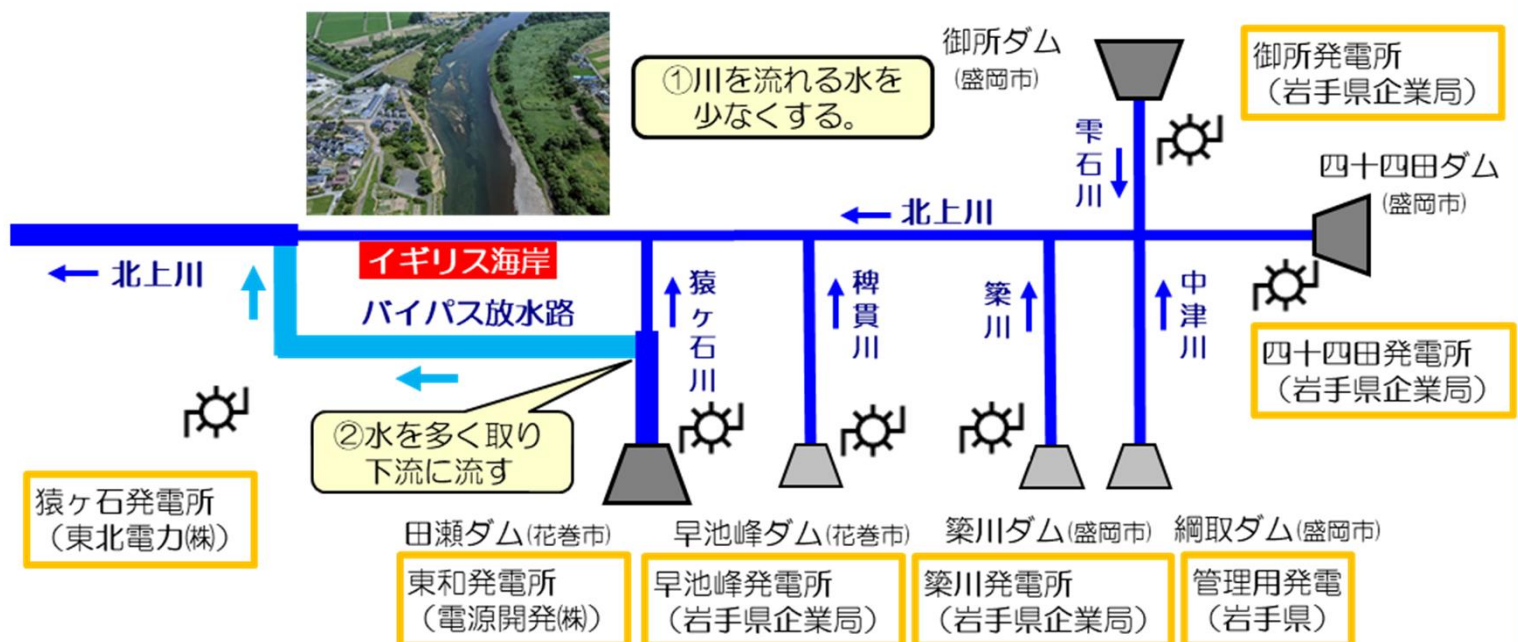 御所ダム
(盛岡市)
御所発電所
（岩手県企業局）
①川を流れる水を
少なくする。
雫石川
四十四田ダム
(盛岡市)
北上川
イギリス海岸
北上川
バイパス放水路
猿ヶ石川
稗貫川
簗川
中津川
四十四田発電所
（岩手県企業局）
②水を多く取り
下流に流す
猿ヶ石発電所
（東北電力㈱）
田瀬ダム(花巻市)
早池峰ダム(花巻市)
簗川ダム(盛岡市)
綱取ダム(盛岡市)
東和発電所
（電源開発㈱）
早池峰発電所
（岩手県企業局）
簗川発電所
（岩手県企業局）
管理用発電
（岩手県）